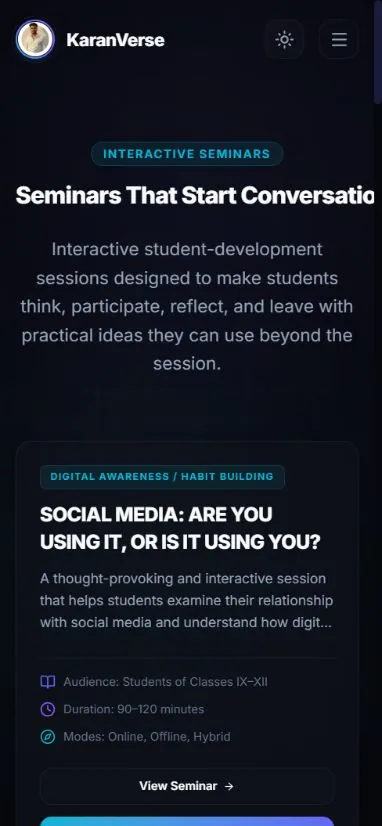 KaranVerse
INTERACTIVE SEMINARS
Seminars That Start Conversatio
Interactive student-development
sessions designed to make students
think, participate, reflect, and leave with
practical ideas they can use beyond the
session.
DIGITAL AWARENESS / HABIT BUILDING
SOCIAL MEDIA: ARE YOU
USING IT, OR IS IT USING YOU?
A thought-provoking and interactive session
that helps students examine their relationship
with social media and understand how digit...
Audience: Students of Classes IX–XII
Duration: 90–120 minutes
Modes: Online, Offline, Hybrid
View Seminar →